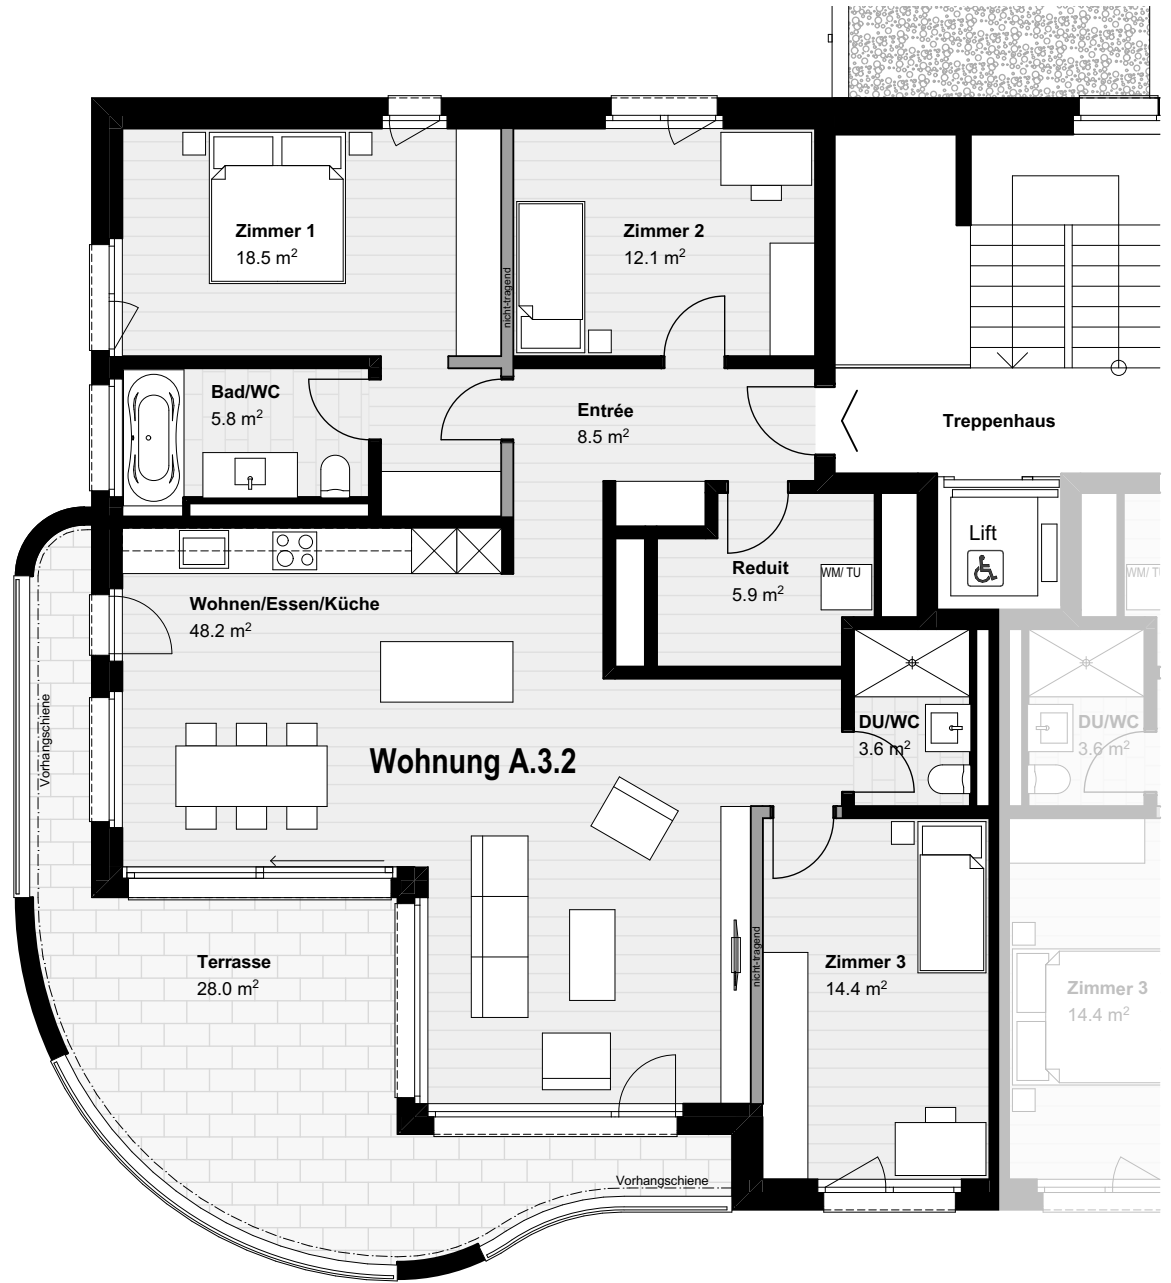 Zimmer 1
18.5 m²
Zimmer 2
12.1 m²
nicht-tragend
Bad/WC
5.8 m²
Entrée
8.5 m²
Treppenhaus
Lift
Reduit
5.9 m²
WM/ TU
WM/ TU
Wohnen/Essen/Küche
48.2 m²
Vorhangschiene
DU/WC
3.6 m²
DU/WC
3.6 m²
Wohnung A.3.2
nicht-tragend
Terrasse
28.0 m²
Zimmer 3
14.4 m²
Zimmer 3
14.4 m²
Vorhangschiene